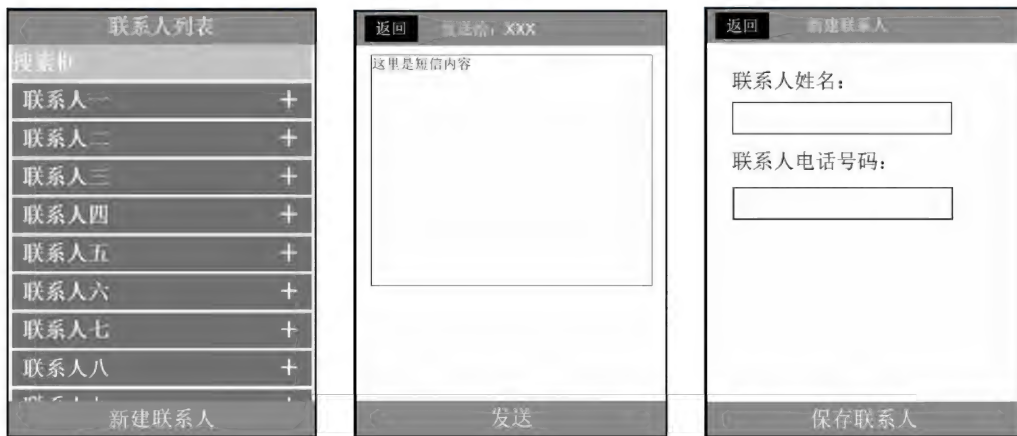 联系人列表
搜索框
联系人一 +
联系人二 +
联系人三 +
联系人四 +
联系人五 +
联系人六 +
联系人七 +
联系人八 +
新建联系人
返回 发送给：XXX
这里是短信内容
发送
返回 新建联系人
联系人姓名：
联系人电话号码：
保存联系人